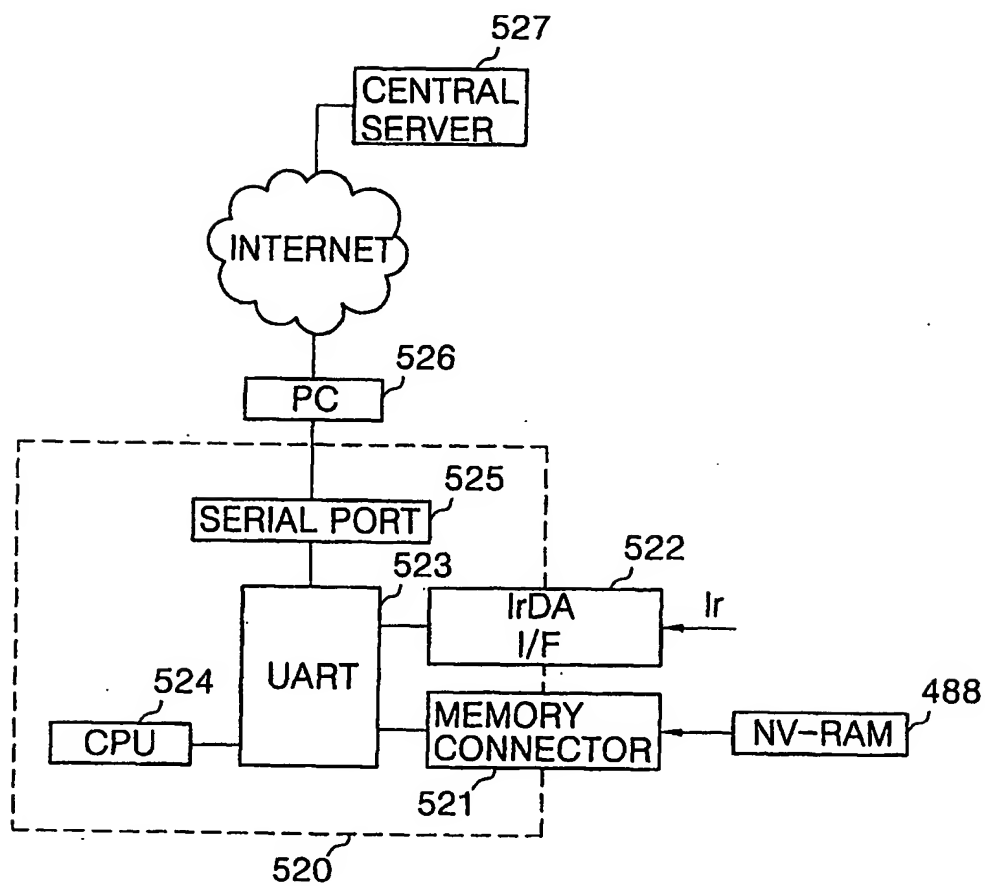 527
CENTRAL
SERVER
INTERNET
526
PC
525
SERIAL PORT
523
522
IrDA
I/F
Ir
UART
524
CPU
MEMORY
CONNECTOR
521
488
NV-RAM
520